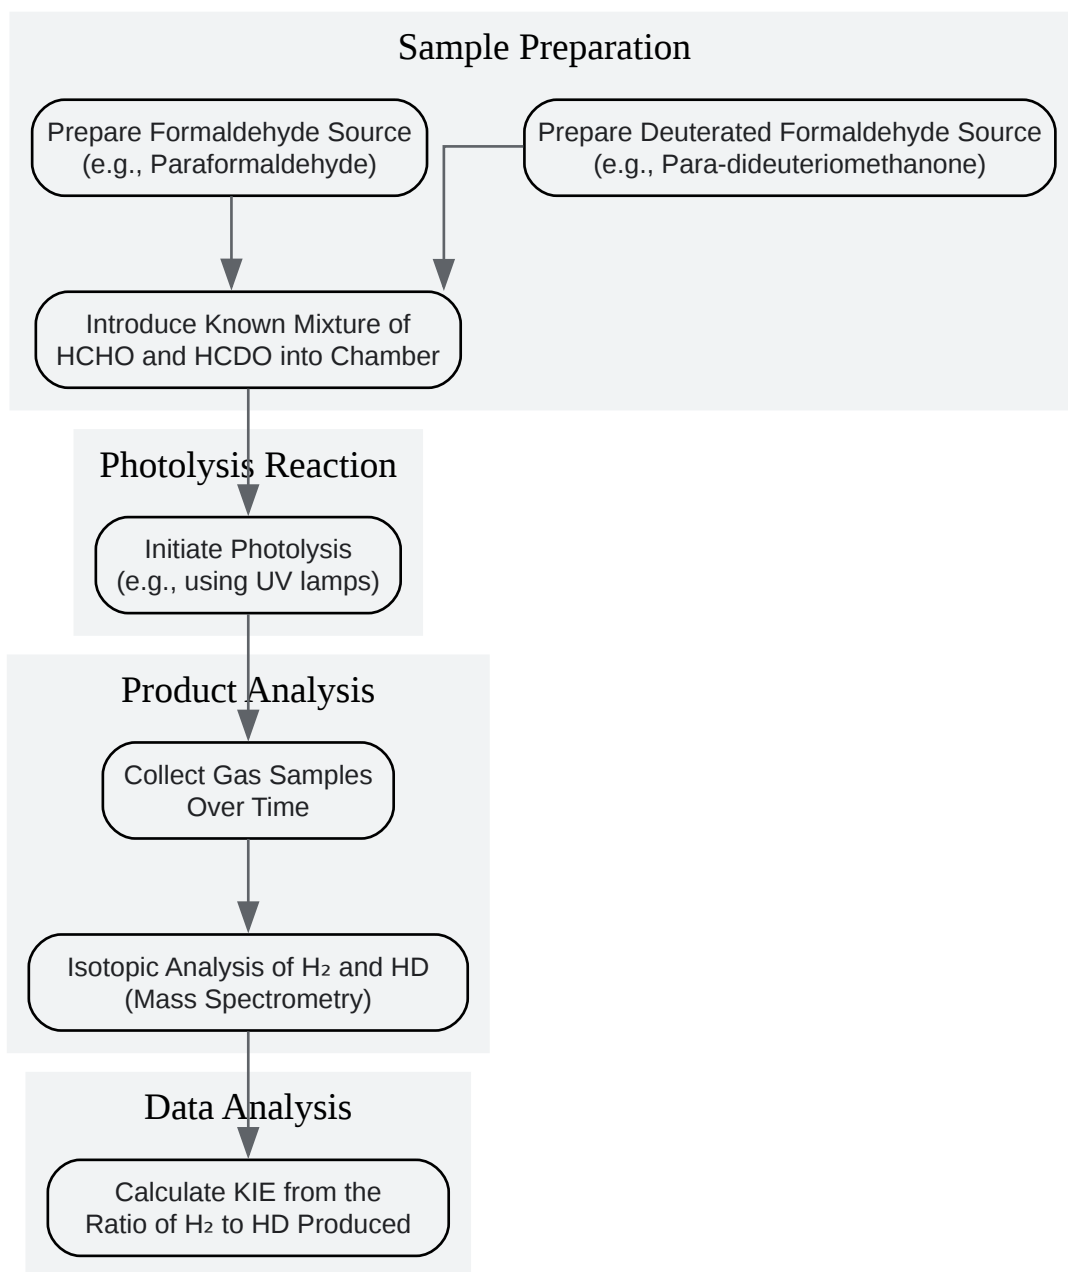 Sample Preparation
Prepare Formaldehyde Source
(e.g., Paraformaldehyde)
Prepare Deuterated Formaldehyde Source
(e.g., Para-dideuteriomethanone)
Introduce Known Mixture of
HCHO and HCDO into Chamber
Photolysis Reaction
Initiate Photolysis
(e.g., using UV lamps)
Product Analysis
Collect Gas Samples
Over Time
Isotopic Analysis of H₂ and HD
(Mass Spectrometry)
Data Analysis
Calculate KIE from the
Ratio of H₂ to HD Produced